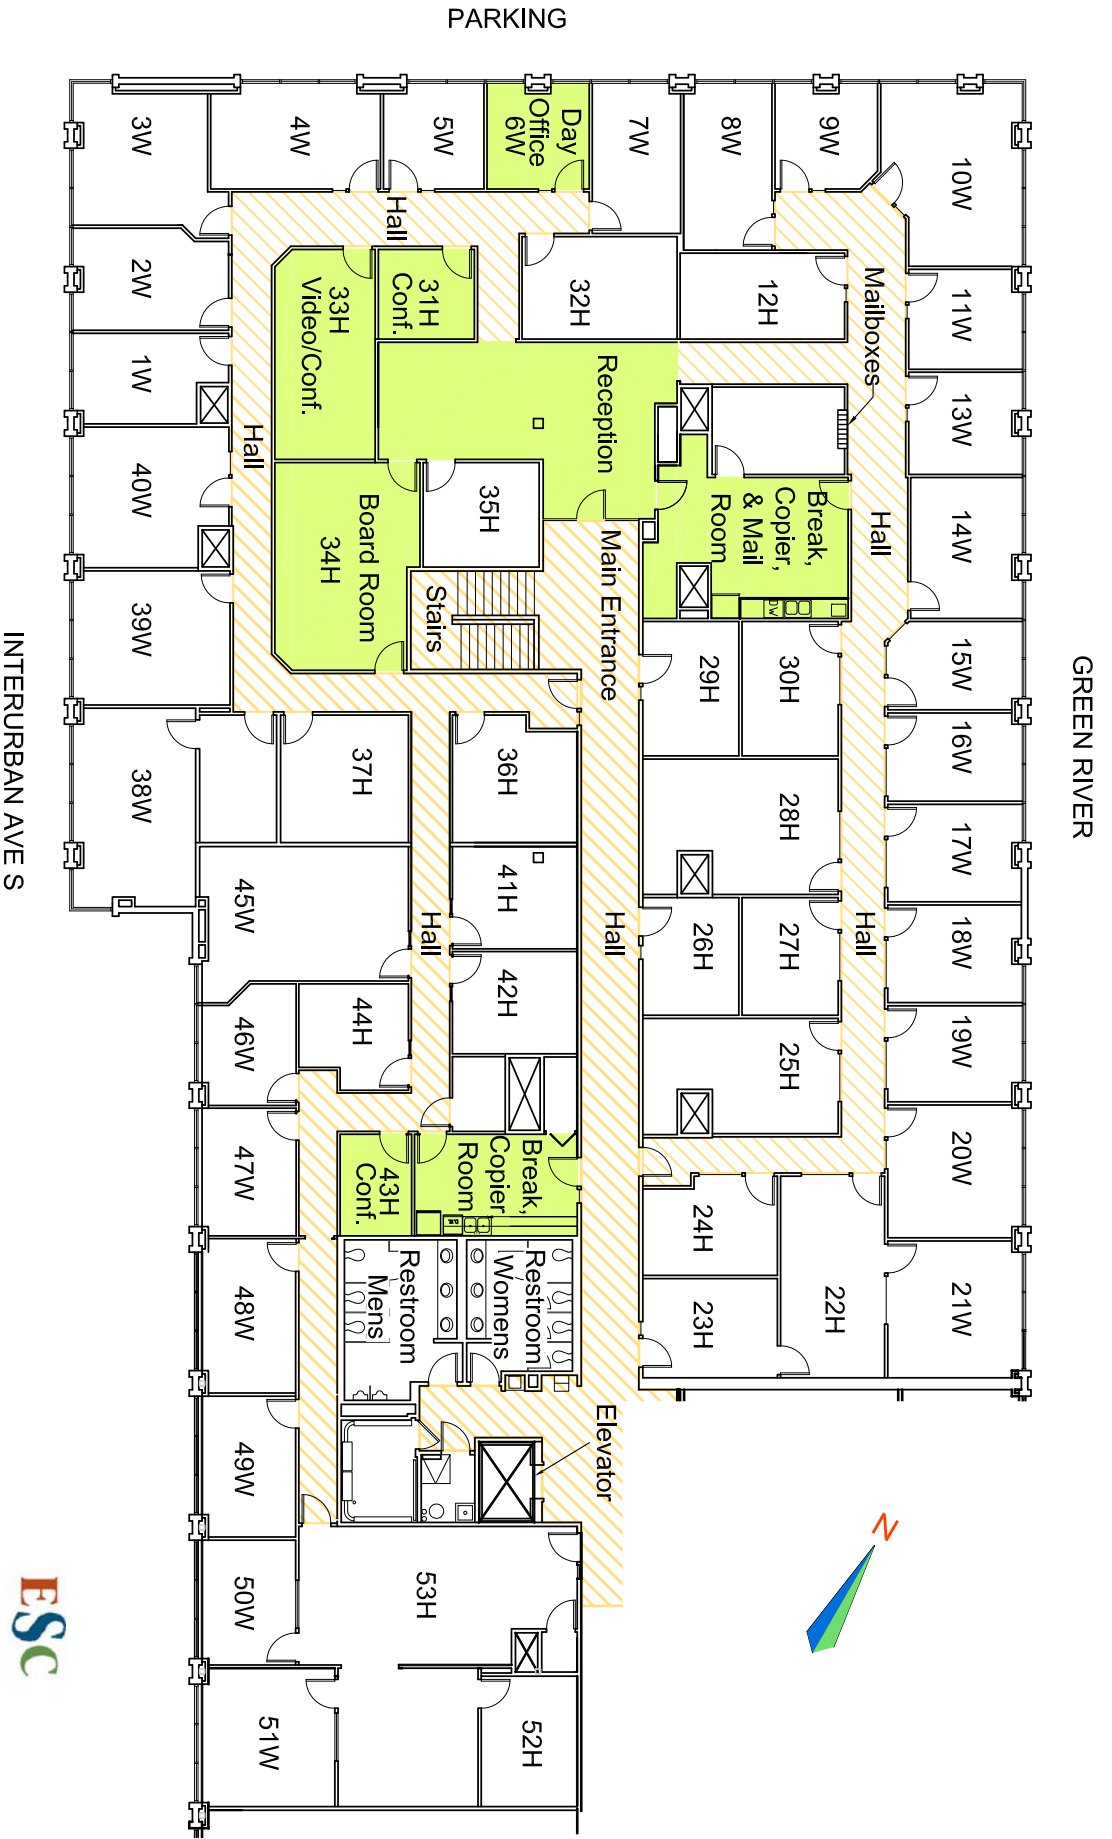 PARKING
3W
4W
5W
Day
Office
6W
7W
8W
9W
10W
Hall
2W
33H
Video/Conf.
31H
Conf.
32H
12H
Mailboxes
11W
1W
Reception
13W
Hall
40W
Board Room
34H
35H
Break,
Copier,
& Mail
Room
Hall
14W
39W
Stairs
Main Entrance
DW
29H
30H
15W
INTERURBAN AVE S
GREEN RIVER
38W
37H
36H
28H
16W
17W
45W
Hall
41H
Hall
26H
27H
Hall
18W
46W
44H
42H
25H
19W
47W
43H
Conf.
Break,
Copier
Room
DW
24H
20W
48W
Restroom
Mens
Restroom
Womens
23H
22H
21W
49W
Elevator
N
50W
53H
51W
52H
ESC